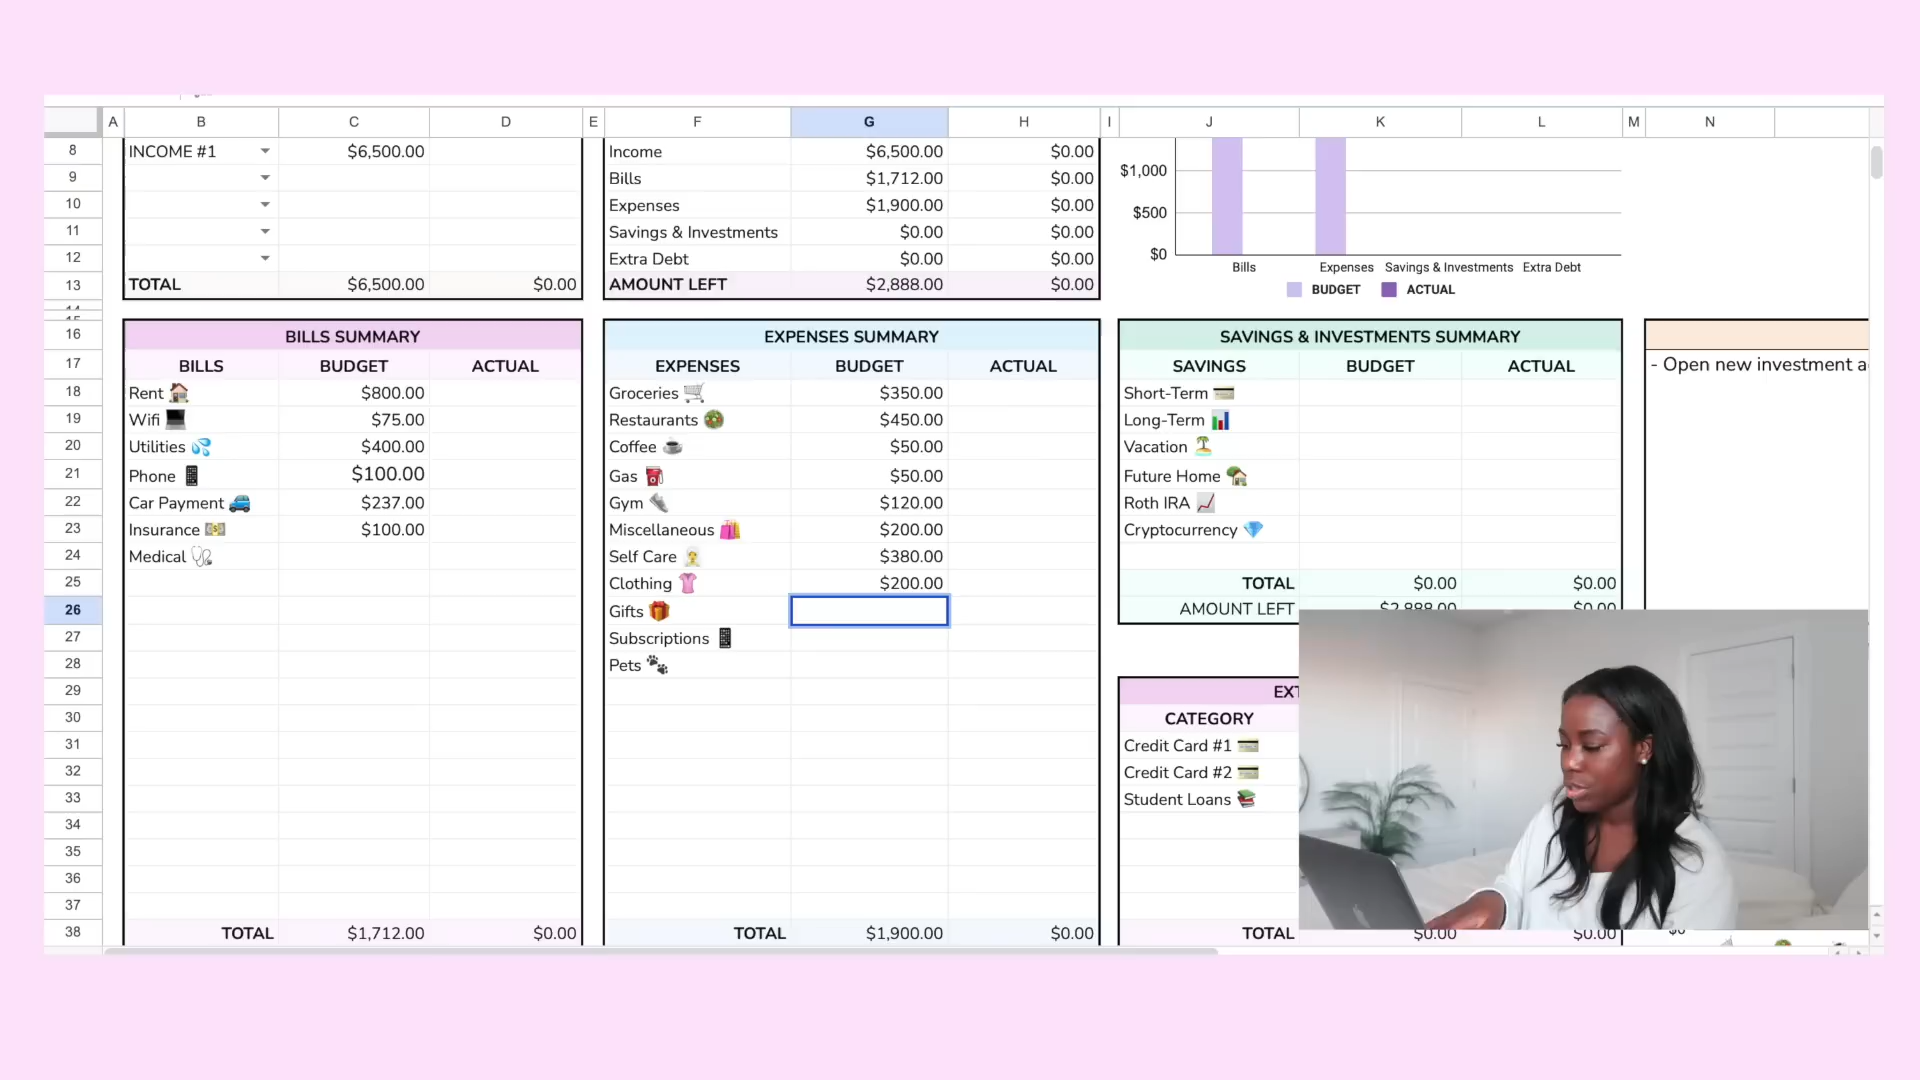 A B C D E F G H I J K L M N
8 INCOME #1 $6,500.00 Income $6,500.00 $0.00
9 Bills $1,712.00 $0.00 $1,000
10 Expenses $1,900.00 $0.00 $500
11 Savings & Investments $0.00 $0.00
12 Extra Debt $0.00 $0.00 $0
Bills Expenses Savings & Investments Extra Debt
13 TOTAL $6,500.00 $0.00 AMOUNT LEFT $2,888.00 $0.00 BUDGET ACTUAL
16 BILLS SUMMARY EXPENSES SUMMARY SAVINGS & INVESTMENTS SUMMARY
17 BILLS BUDGET ACTUAL EXPENSES BUDGET ACTUAL SAVINGS BUDGET ACTUAL - Open new investment a
18 Rent $800.00 Groceries $350.00 Short-Term
19 Wifi $75.00 Restaurants $450.00 Long-Term
20 Utilities $400.00 Coffee $50.00 Vacation
21 Phone $100.00 Gas $50.00 Future Home
22 Car Payment $237.00 Gym $120.00 Roth IRA
23 Insurance $100.00 Miscellaneous $200.00 Cryptocurrency
24 Medical Self Care $380.00
25 Clothing $200.00 TOTAL $0.00 $0.00
26 Gifts AMOUNT LEFT $2,888.00 $0.00
27 Subscriptions
28 Pets
29 EXT
30 CATEGORY
31 Credit Card #1
32 Credit Card #2
33 Student Loans
34
35
36
37
38 TOTAL $1,712.00 $0.00 TOTAL $1,900.00 $0.00 TOTAL $0.00 $0.00